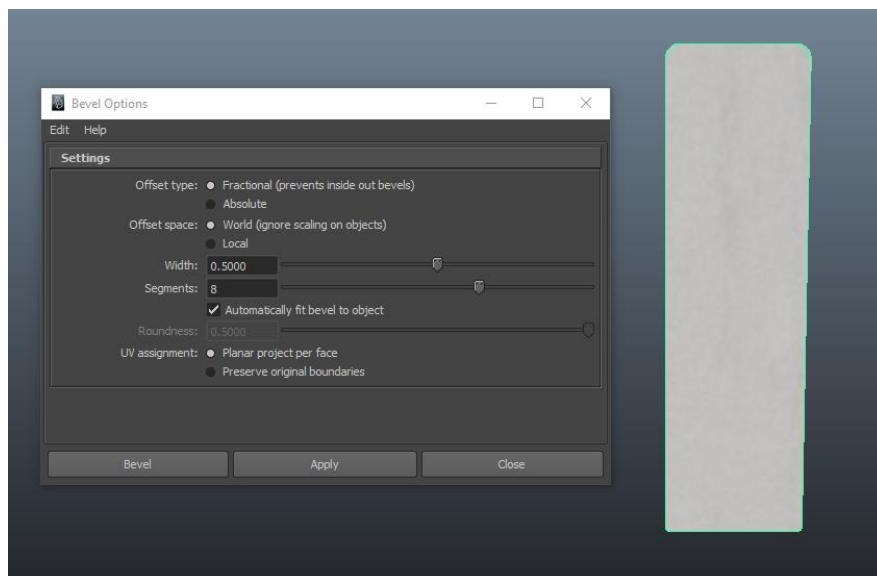 Bevel Options
Edit Help
Settings
Offset type: Fractional (prevents inside out bevels)
Absolute
Offset space: World (ignore scaling on objects)
Local
Width: 0.5000
Segments: 8
Automatically fit bevel to object
Roundness: 0.5000
UV assignment: Planar project per face
Preserve original boundaries
Bevel Apply Close